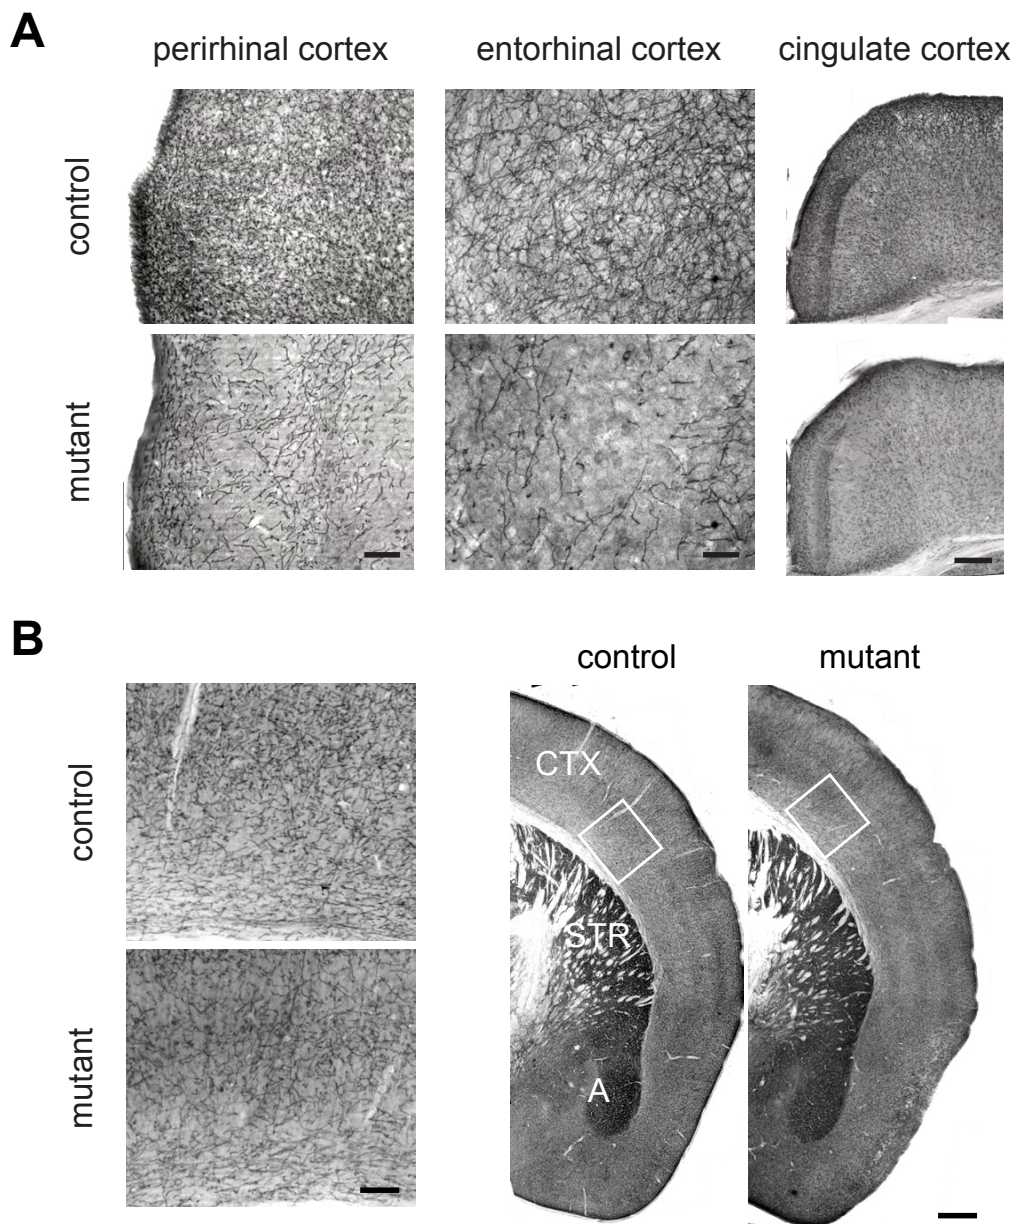 A
perirhinal cortex
entorhinal cortex
cingulate cortex
control
mutant
B
control
mutant
control
mutant
CTX
STR
A